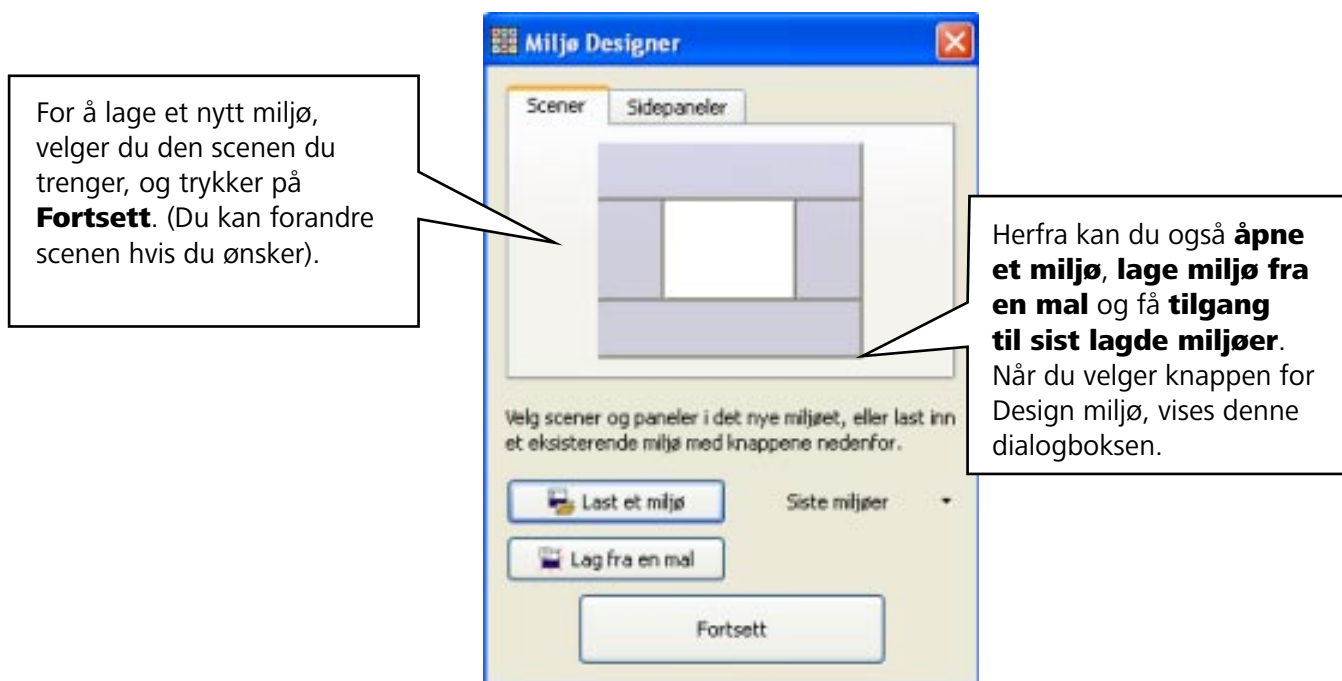 Miljø Designer
For å lage et nytt miljø,
velger du den scenen du
trenger, og trykker på
Fortsett. (Du kan forandre
scenen hvis du ønsker).
Scener
Sidepaneler
Herfra kan du også åpne
et miljø, lage miljø fra
en mal og få tilgang
til sist lagde miljøer.
Når du velger knappen for
Design miljø, vises denne
dialogboksen.
Velg scener og paneler i det nye miljøet, eller last inn
et eksisterende miljø med knappene nedenfor.
Last et miljø
Siste miljøer
Lag fra en mal
Fortsett